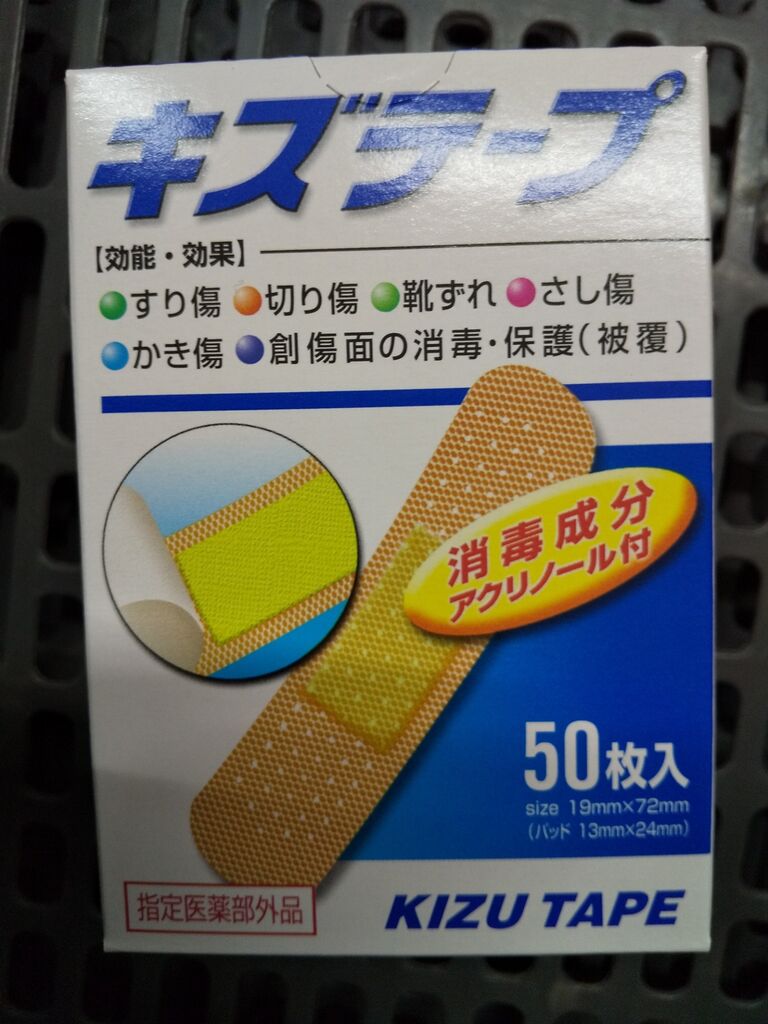 キズテープ
【効能・効果】
●すり傷 ●切り傷 ●靴ずれ ●さし傷
●かき傷 ●創傷面の消毒・保護(被覆)
消毒成分
アクリノール付
50枚入
size 19mm×72mm
(パッド 13mm×24mm)
指定医薬部外品
KIZU TAPE